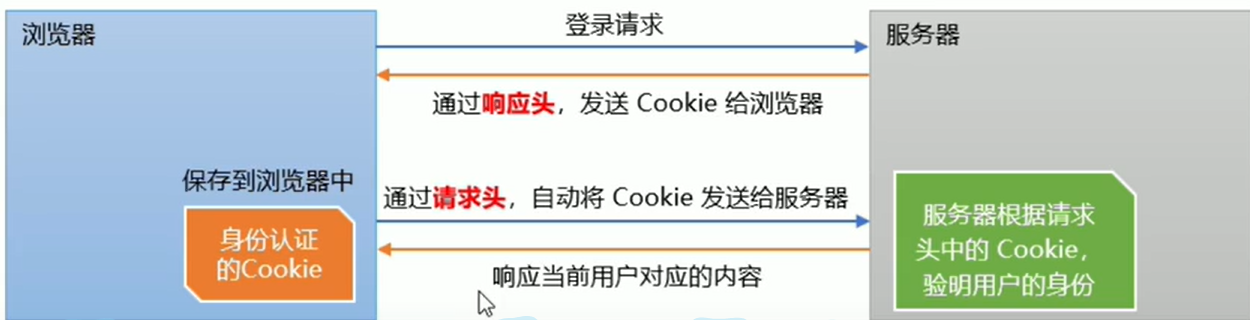 浏览器
登录请求
服务器
通过响应头，发送 Cookie 给浏览器
保存到浏览器中
通过请求头，自动将 Cookie 发送给服务器
身份认证
的Cookie
服务器根据请求
头中的 Cookie，
验明用户的身份
响应当前用户对应的内容